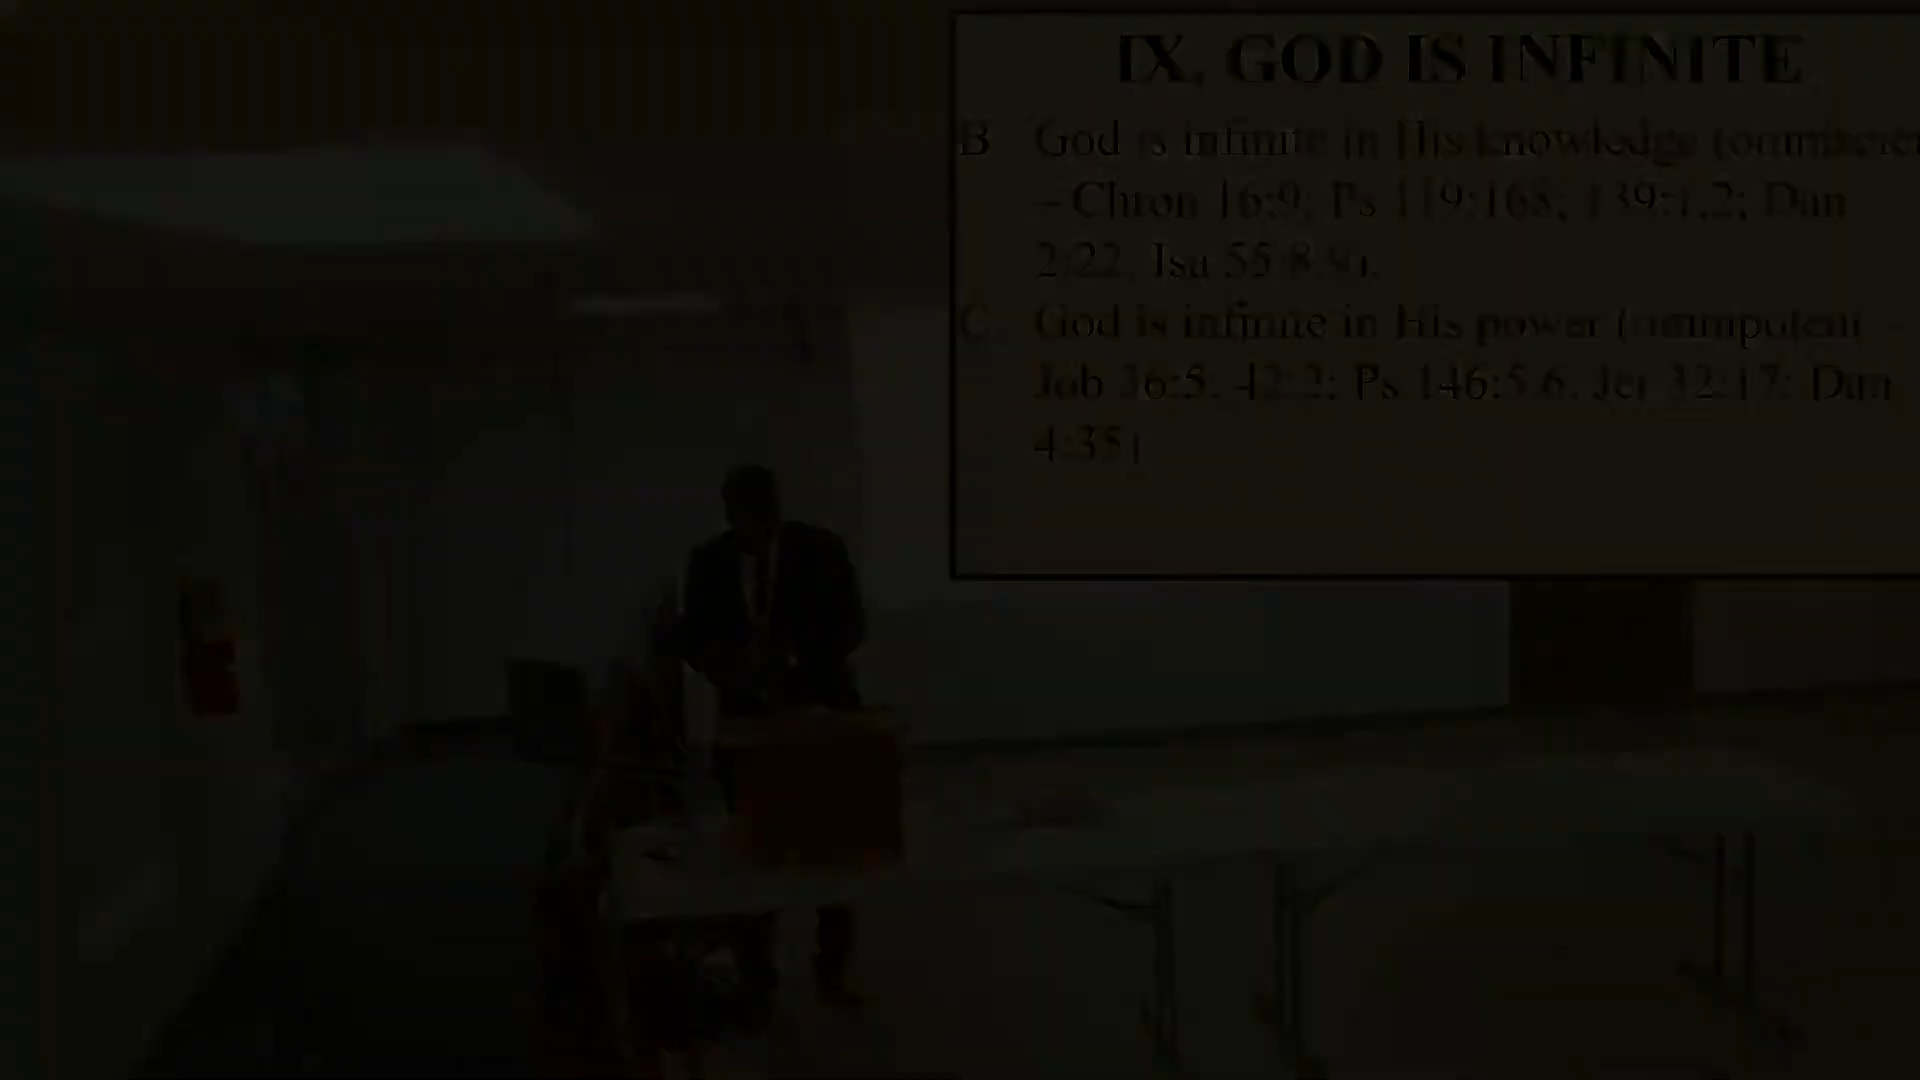 IX. GOD IS INFINITE
B God is infinite in His knowledge
– Chron 16:9; Ps 119:168; 139:1,2; Dan
2:22, Isa 55:8
C. God is infinite in His power (omnipotent
Job 36:5; 42:2; Ps 146:5,6. Jer 32:17; Dan
4:35)